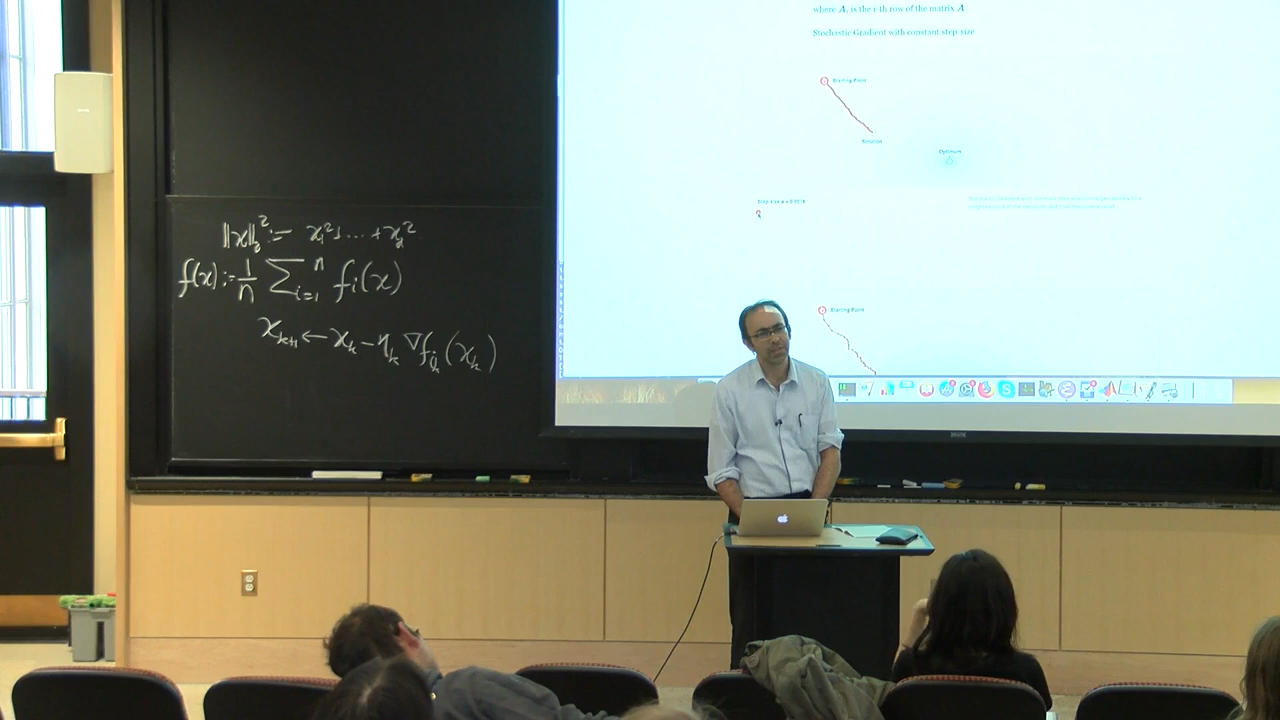 where A, is the i-th row of the matrix A
Stochastic Gradient with constant step-size
Starting Point
Solution
Optimum
Starting Point
||x||₂² := x₁² + ... + x_d²
f(x) := 1/n Σ_{i=1}^n f_i(x)
x_{k+1} ← x_k − η_k ∇f_{i_k}(x_k)